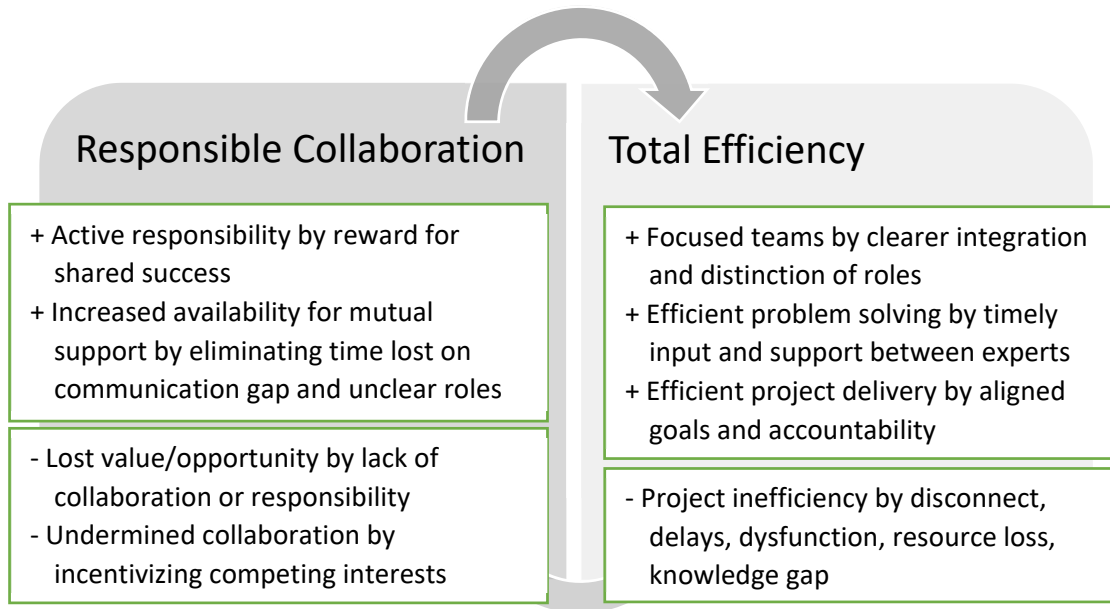 Responsible Collaboration
+ Active responsibility by reward for
shared success
+ Increased availability for mutual
support by eliminating time lost on
communication gap and unclear roles
- Lost value/opportunity by lack of
collaboration or responsibility
- Undermined collaboration by
incentivizing competing interests
Total Efficiency
+ Focused teams by clearer integration
and distinction of roles
+ Efficient problem solving by timely
input and support between experts
+ Efficient project delivery by aligned
goals and accountability
- Project inefficiency by disconnect,
delays, dysfunction, resource loss,
knowledge gap